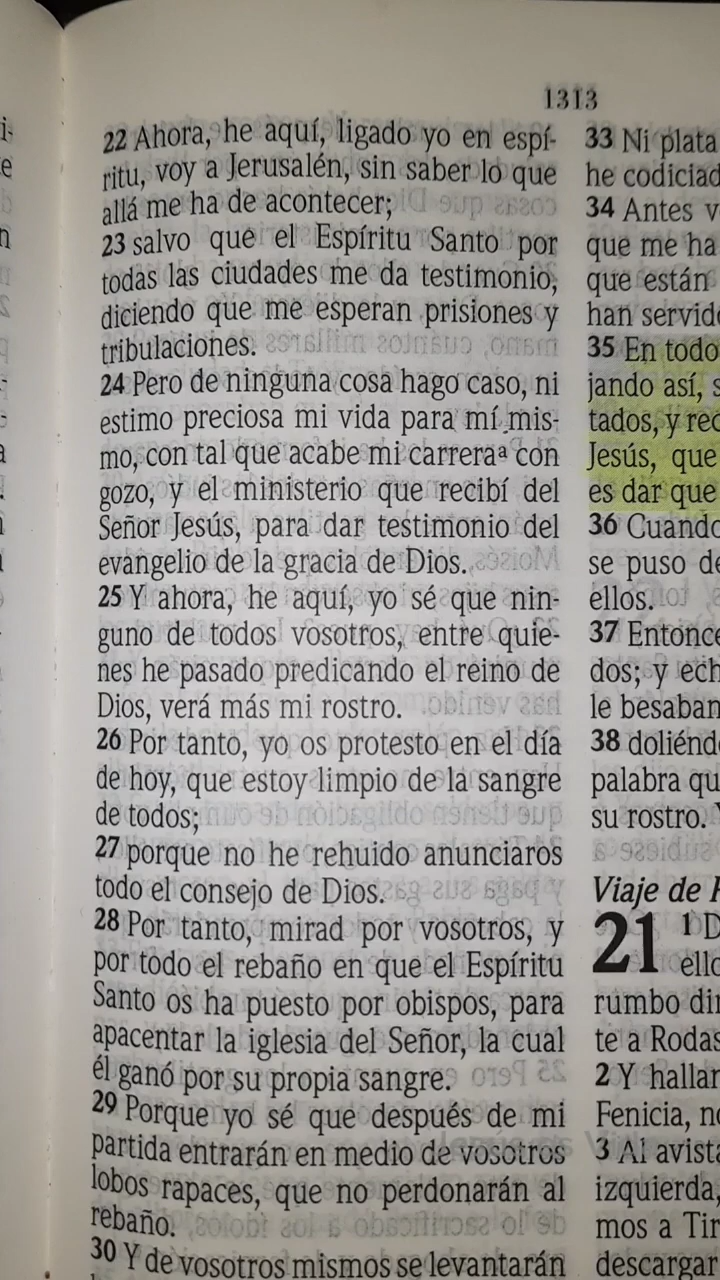 1313
22 Ahora, he aquí, ligado yo en espí-
ritu, voy a Jerusalén, sin saber lo que
allá me ha de acontecer;
23 salvo que el Espíritu Santo por
todas las ciudades me da testimonio,
diciendo que me esperan prisiones y
tribulaciones.
24 Pero de ninguna cosa hago caso, ni
estimo preciosa mi vida para mí mis-
mo, con tal que acabe mi carreraª con
gozo, y el ministerio que recibí del
Señor Jesús, para dar testimonio del
evangelio de la gracia de Dios.
25 Y ahora, he aquí, yo sé que nin-
guno de todos vosotros, entre quie-
nes he pasado predicando el reino de
Dios, verá más mi rostro.
26 Por tanto, yo os protesto en el día
de hoy, que estoy limpio de la sangre
de todos;
27 porque no he rehuido anunciaros
todo el consejo de Dios.
28 Por tanto, mirad por vosotros, y
por todo el rebaño en que el Espíritu
Santo os ha puesto por obispos, para
apacentar la iglesia del Señor, la cual
él ganó por su propia sangre.
29 Porque yo sé que después de mi
partida entrarán en medio de vosotros
lobos rapaces, que no perdonarán al
rebaño.
30 Y de vosotros mismos se levantarán
33 Ni plata
he codiciad
34 Antes v
que me ha
que están
han servido
35 En todo
jando así, s
tados, y rec
Jesús, que
es dar que
36 Cuando
se puso de
ellos.
37 Entonce
dos; y ech
le besaban
38 doliénd
palabra qu
su rostro.
Viaje de
21 1 D
ello
rumbo dir
te a Rodas
2 Y hallan
Fenicia, no
3 Al avista
izquierda,
mos a Tir
descargar